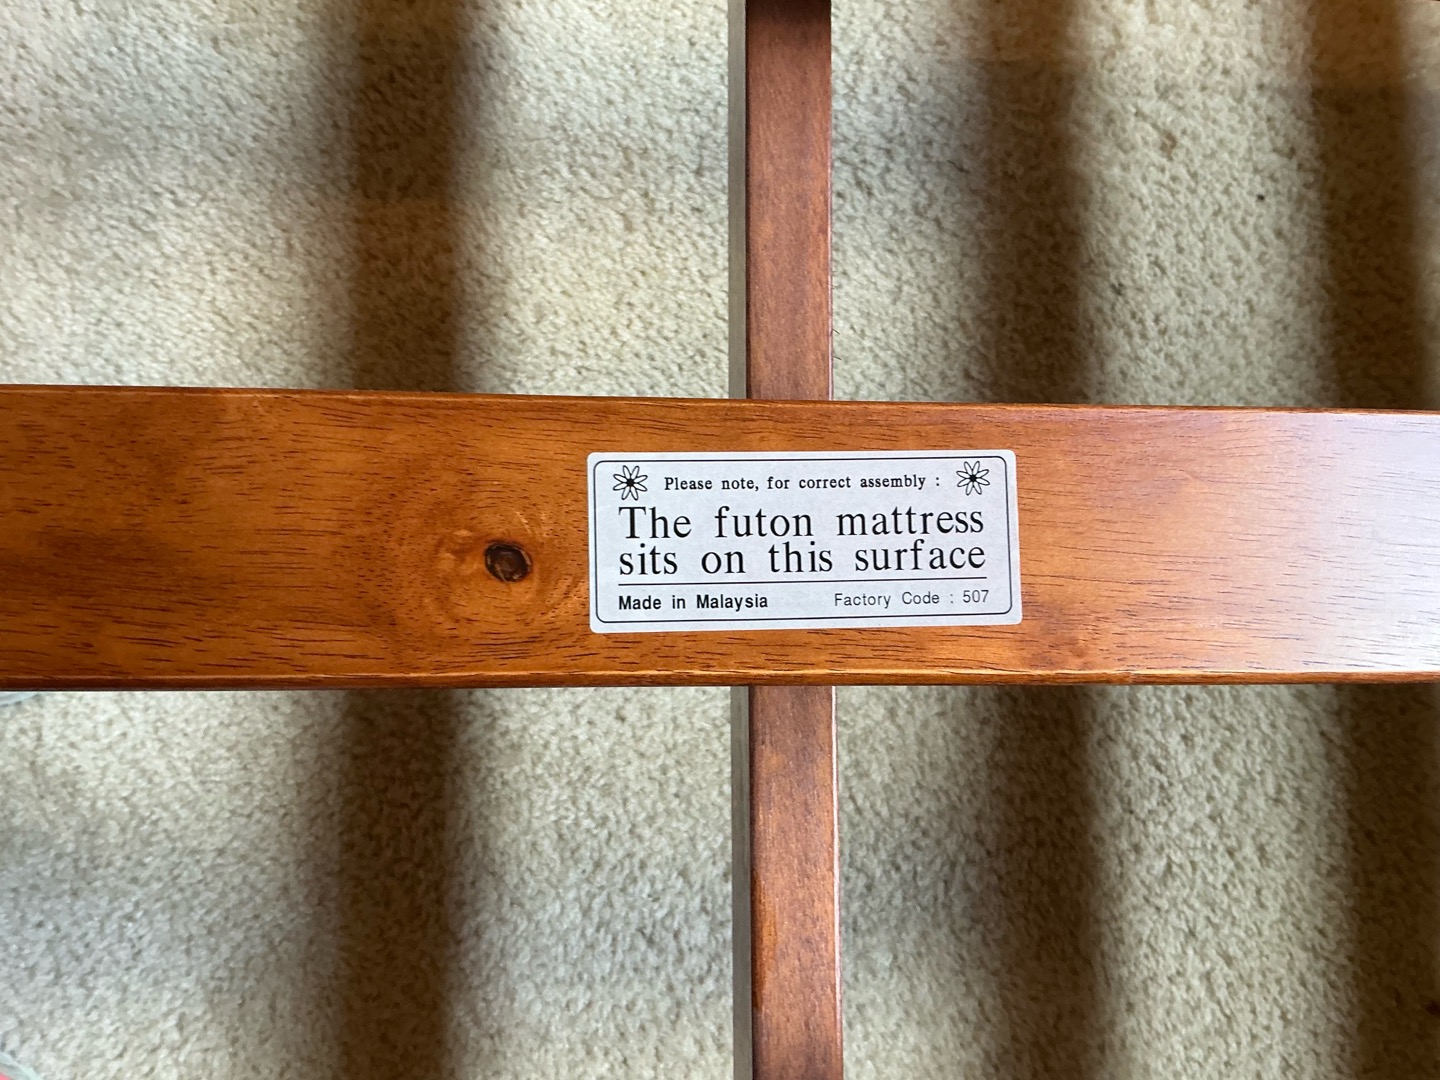 Please note, for correct assembly :
The futon mattress
sits on this surface
Made in Malaysia Factory Code : 507